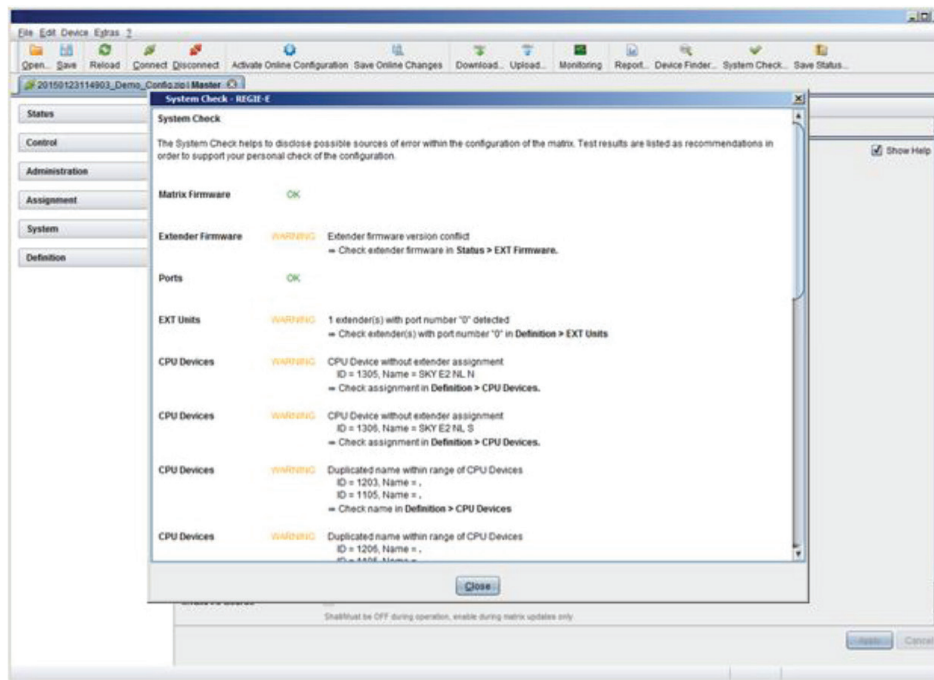 File Edit Device Extras ?
Open... Save Reload Connect Disconnect Activate Online Configuration Save Online Changes Download... Upload... Monitoring Report... Device Finder... System Check... Save Status...
20150123114903_Demo_Config.zip | Master
System Check - REGIE-E
Status
Control
Administration
Assignment
System
Definition
Show Help
System Check
The System Check helps to disclose possible sources of error within the configuration of the matrix. Test results are listed as recommendations in
order to support your personal check of the configuration.
Matrix Firmware OK
Extender Firmware WARNING Extender firmware version conflict
⇒ Check extender firmware in Status > EXT Firmware.
Ports OK
EXT Units WARNING 1 extender(s) with port number "0" detected
⇒ Check extender(s) with port number "0" in Definition > EXT Units
CPU Devices WARNING CPU Device without extender assignment
ID = 1305, Name = SKY E2 NL N
⇒ Check assignment in Definition > CPU Devices.
CPU Devices WARNING CPU Device without extender assignment
ID = 1306, Name = SKY E2 NL S
⇒ Check assignment in Definition > CPU Devices.
CPU Devices WARNING Duplicated name within range of CPU Devices
ID = 1203, Name = .
ID = 1105, Name = .
⇒ Check name in Definition > CPU Devices
CPU Devices WARNING Duplicated name within range of CPU Devices
ID = 1206, Name = .
Close
Shall/Must be OFF during operation, enable during matrix updates only
Apply Cancel